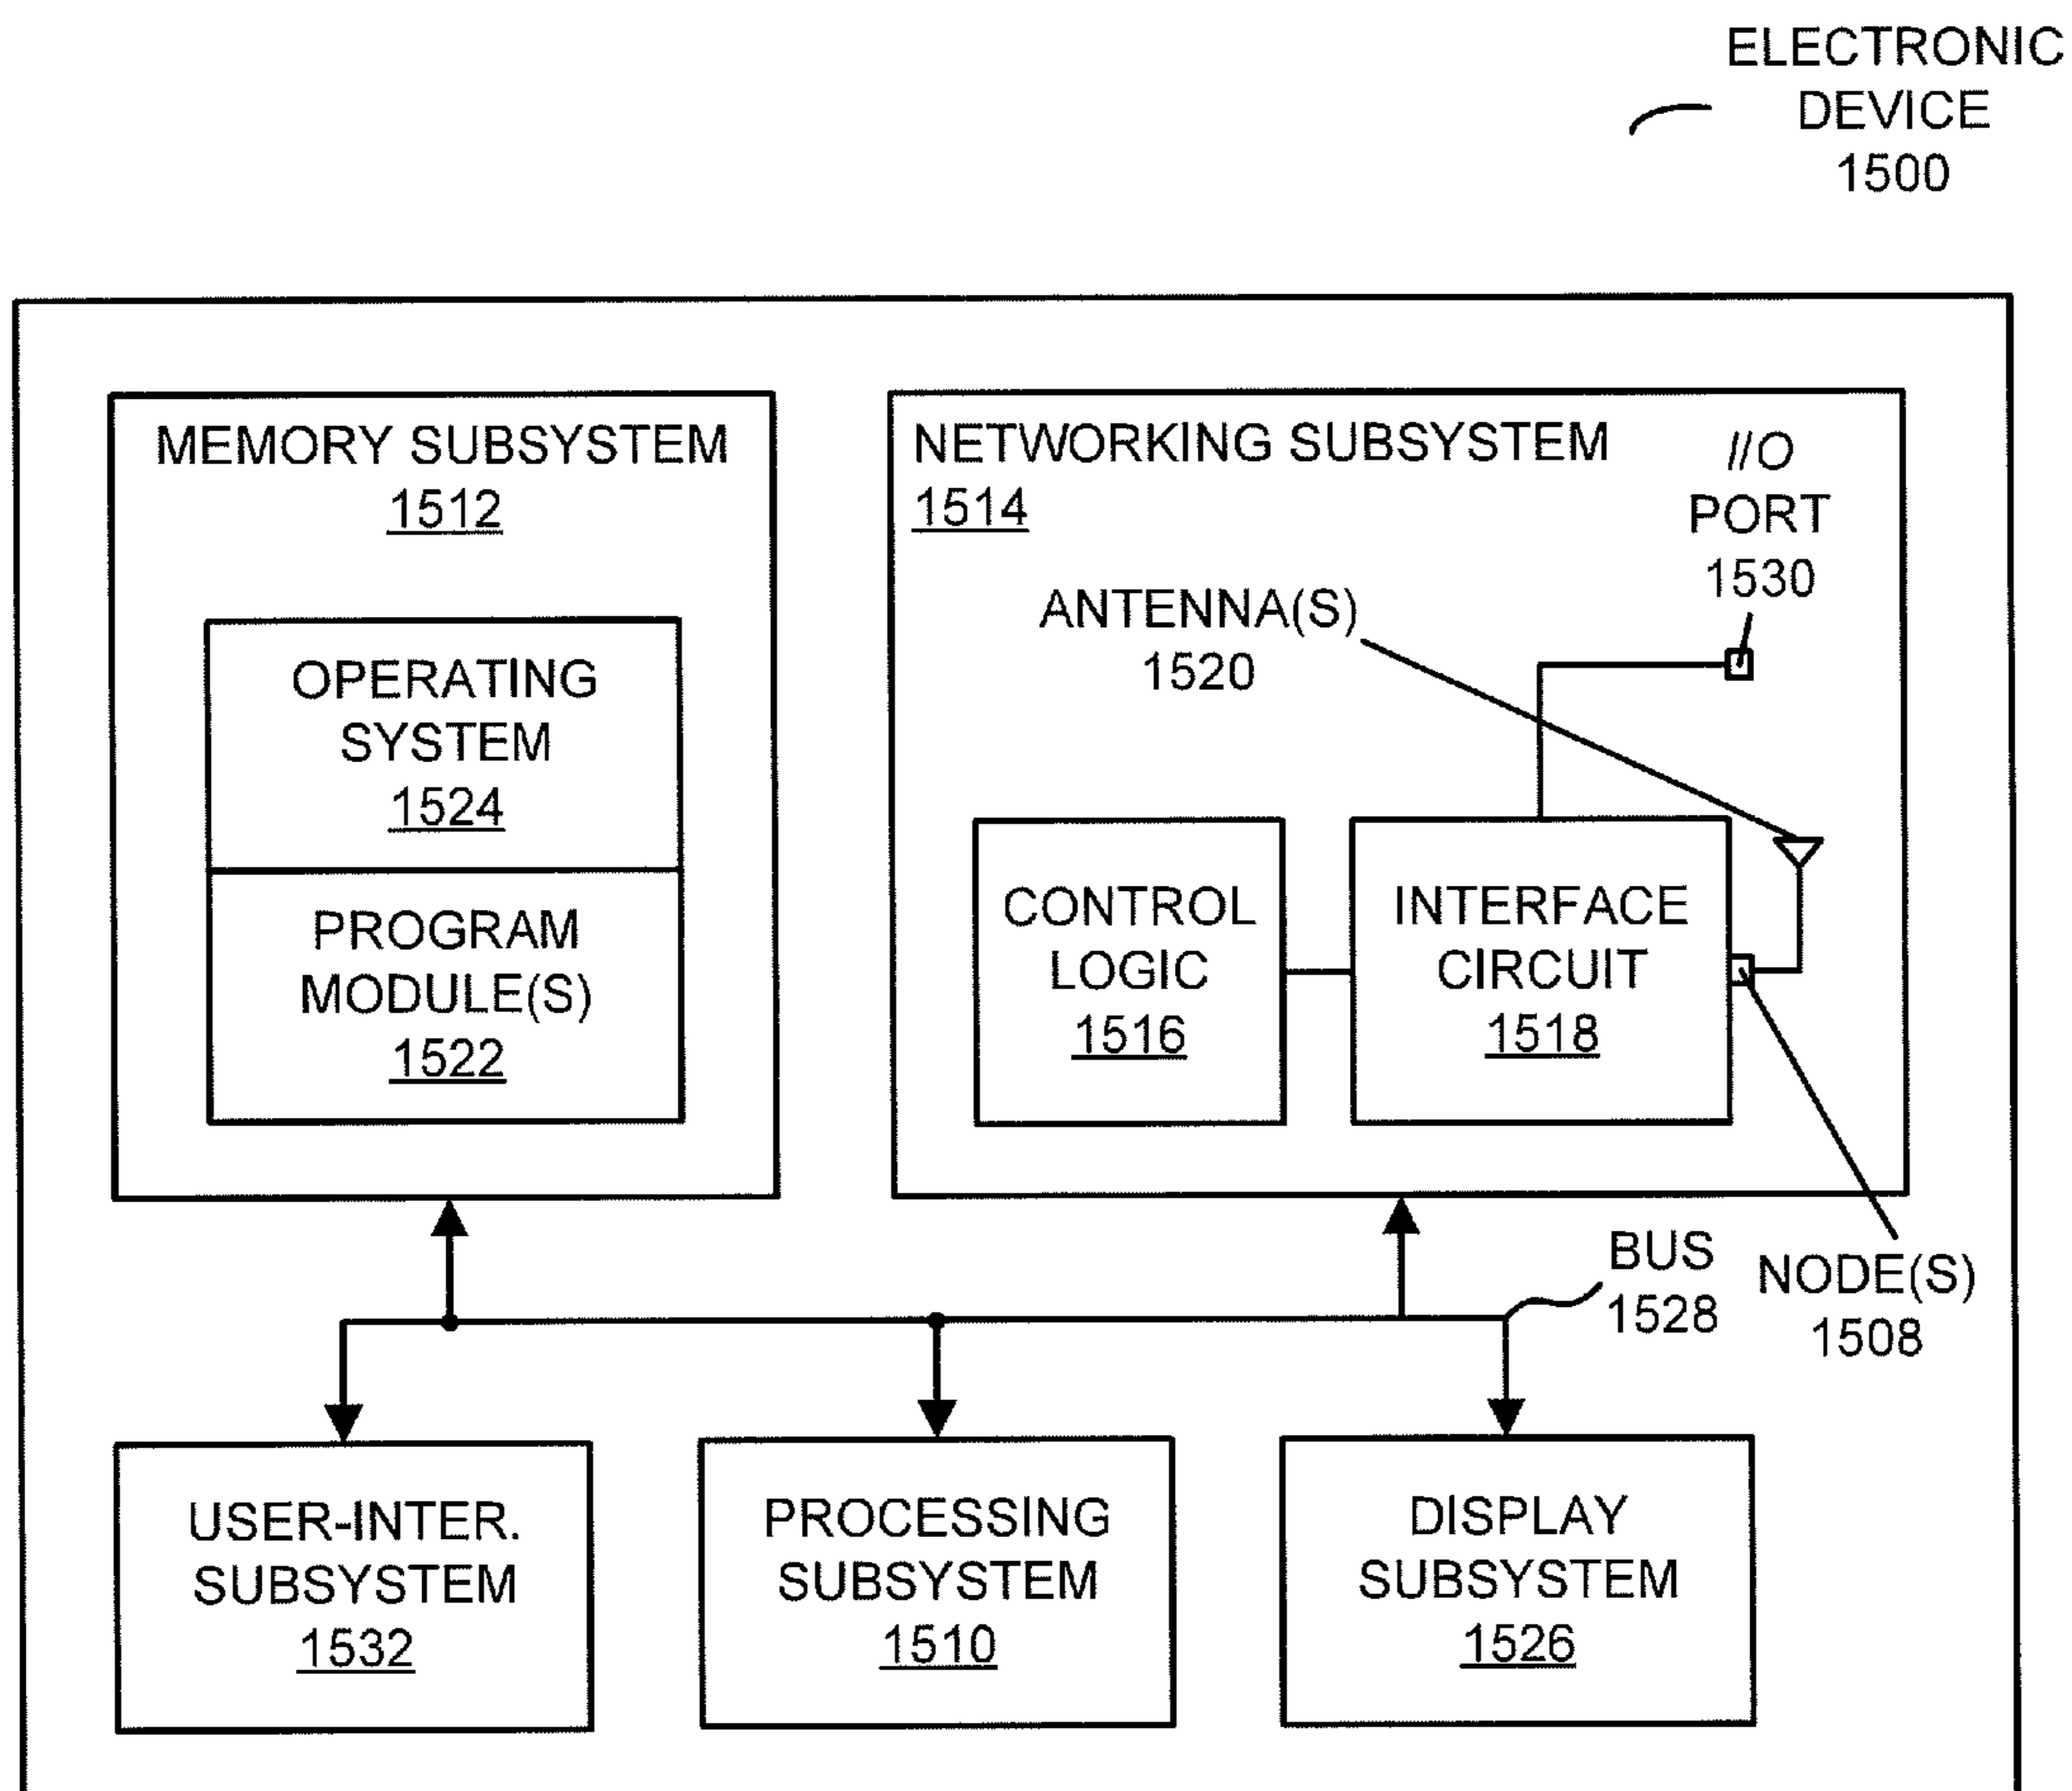 ELECTRONIC
DEVICE
1500
MEMORY SUBSYSTEM
1512
OPERATING
SYSTEM
1524
PROGRAM
MODULE(S)
1522
NETWORKING SUBSYSTEM
1514
I/O
PORT
1530
ANTENNA(S)
1520
CONTROL
LOGIC
1516
INTERFACE
CIRCUIT
1518
BUS
1528
NODE(S)
1508
USER-INTER.
SUBSYSTEM
1532
PROCESSING
SUBSYSTEM
1510
DISPLAY
SUBSYSTEM
1526